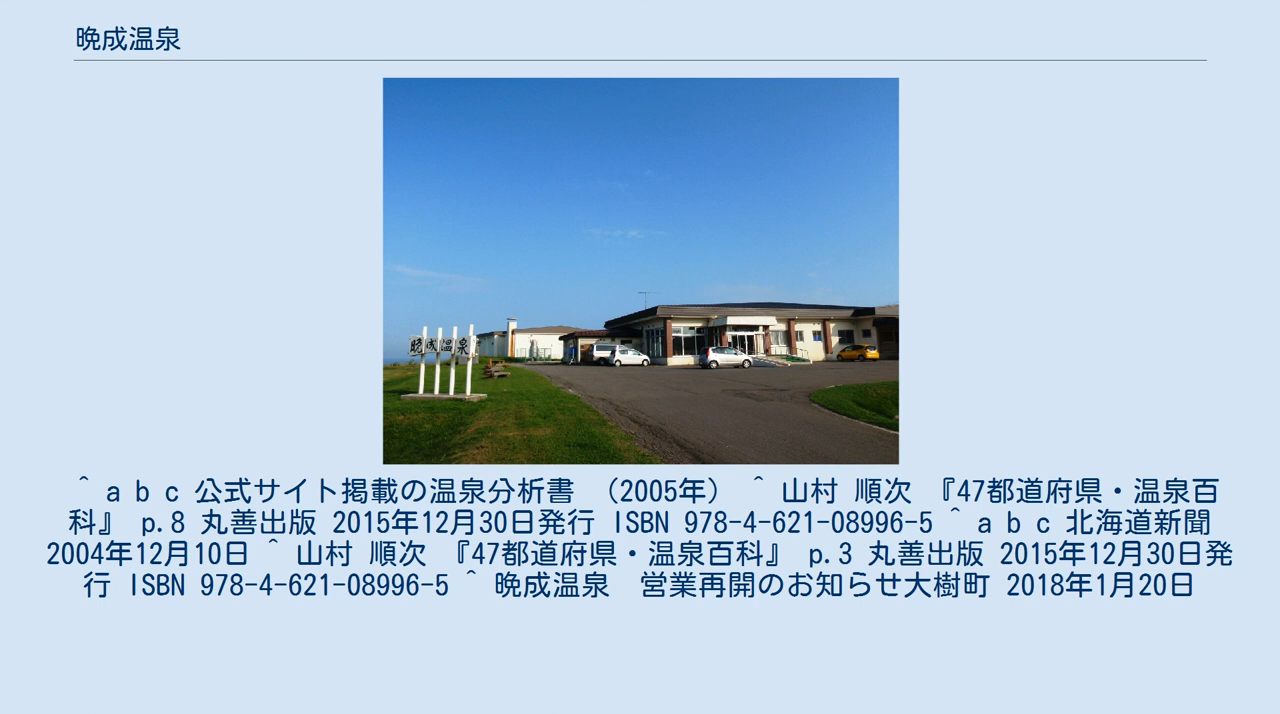 晩成温泉
晩成温泉
＾ a b c 公式サイト掲載の温泉分析書　（2005年）　＾ 山村 順次　『47都道府県・温泉百
科』 p.8 丸善出版 2015年12月30日発行 ISBN 978-4-621-08996-5 ＾ a b c 北海道新聞
2004年12月10日 ＾ 山村 順次　『47都道府県・温泉百科』 p.3 丸善出版 2015年12月30日発
行 ISBN 978-4-621-08996-5 ＾ 晩成温泉　営業再開のお知らせ大樹町 2018年1月20日